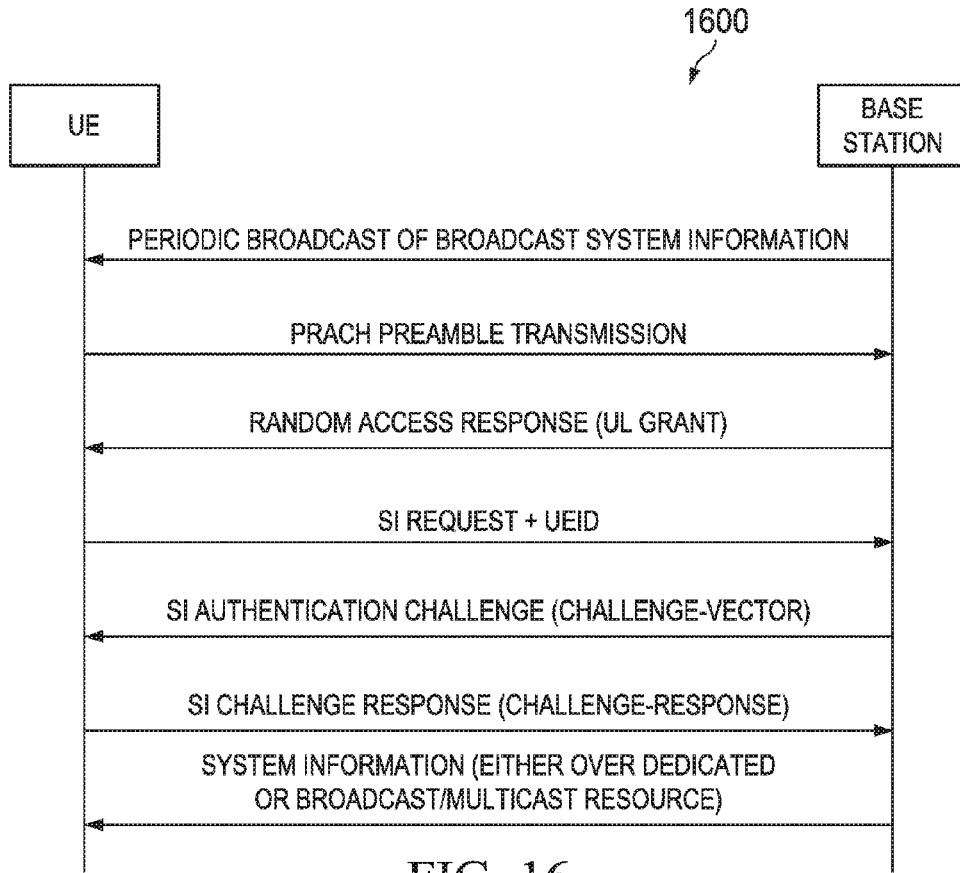 1600
UE
BASE
STATION
PERIODIC BROADCAST OF BROADCAST SYSTEM INFORMATION
PRACH PREAMBLE TRANSMISSION
RANDOM ACCESS RESPONSE (UL GRANT)
SI REQUEST + UEID
SI AUTHENTICATION CHALLENGE (CHALLENGE-VECTOR)
SI CHALLENGE RESPONSE (CHALLENGE-RESPONSE)
SYSTEM INFORMATION (EITHER OVER DEDICATED
OR BROADCAST/MULTICAST RESOURCE)
FIG. 16